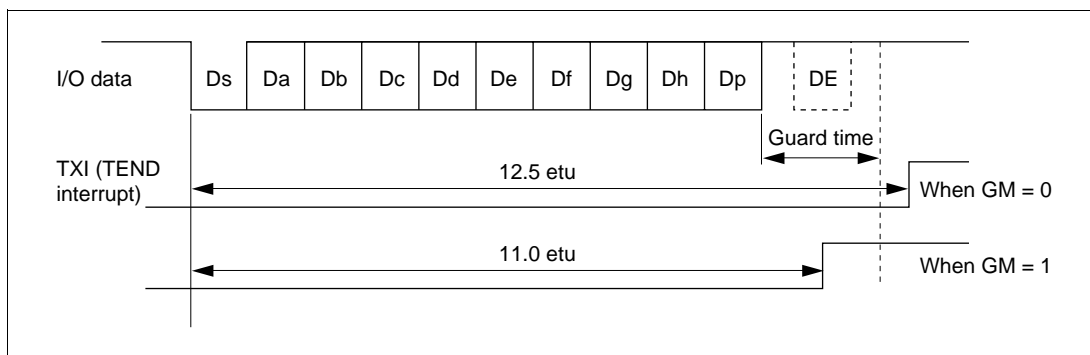 I/O data
Ds Da Db Dc Dd De Df Dg Dh Dp DE
Guard time
TXI (TEND
interrupt)
12.5 etu
When GM = 0
11.0 etu
When GM = 1